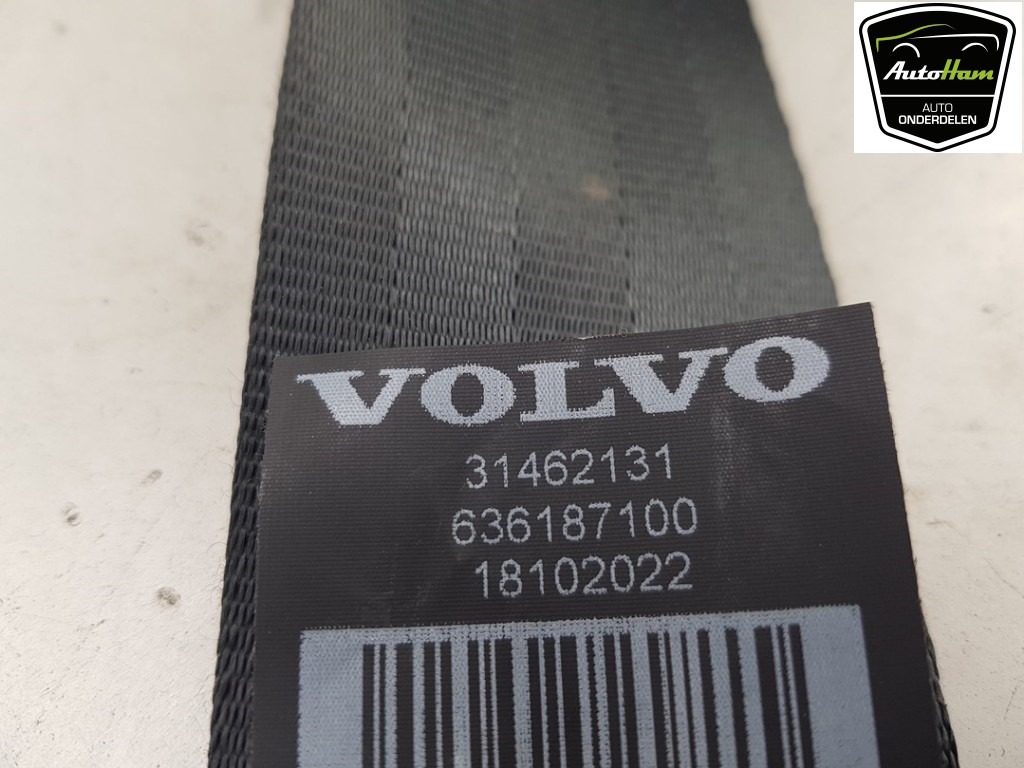 AutoHam
AUTO
ONDERDELEN
VOLVO
31462131
636187100
18102022